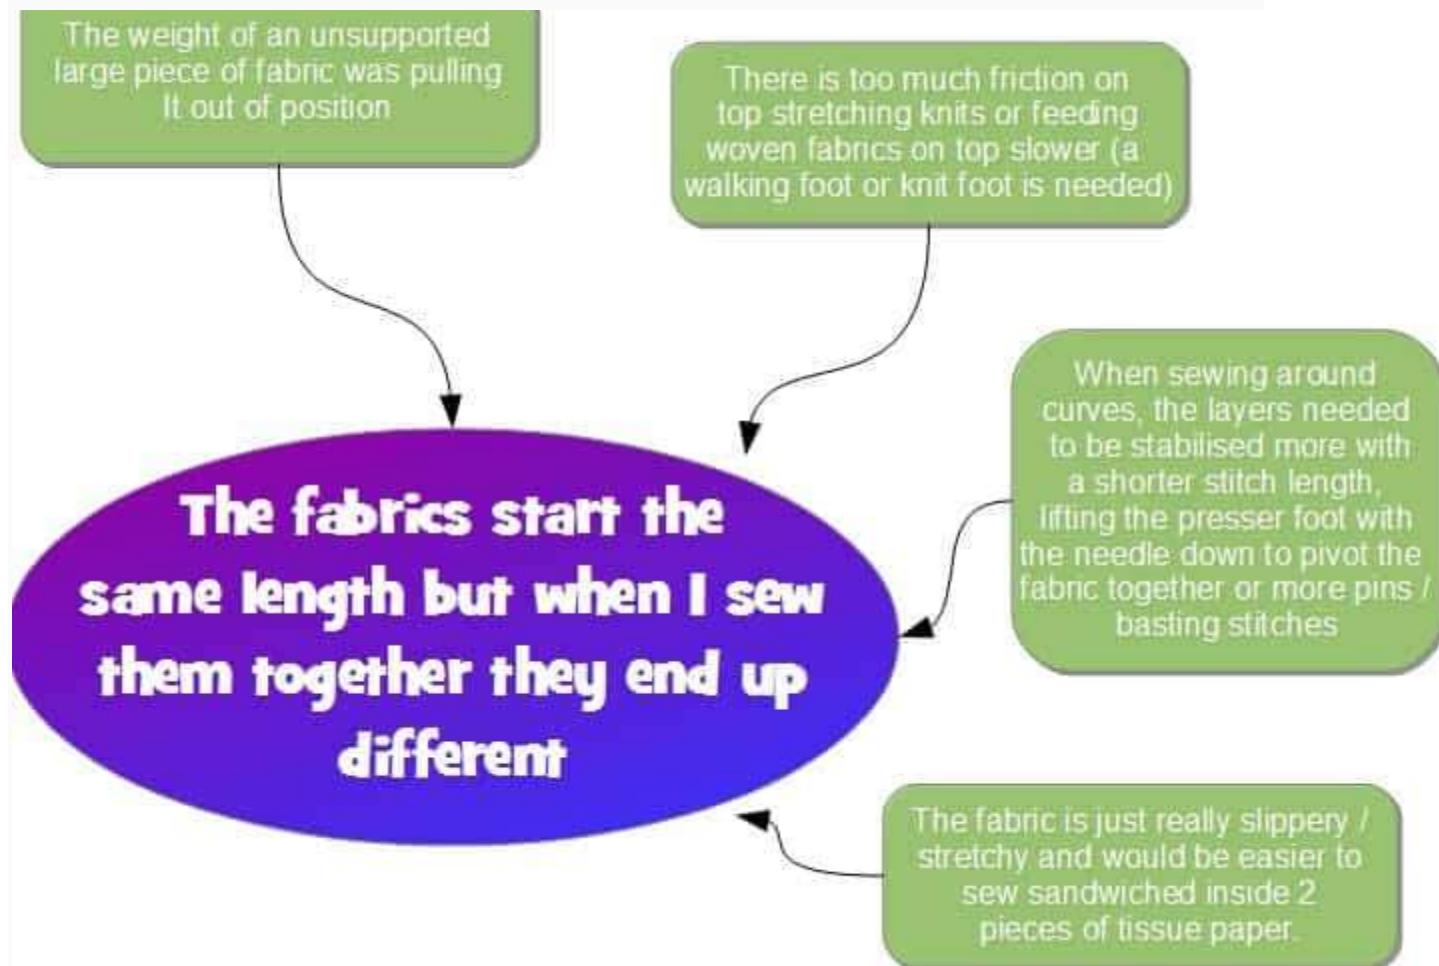 The weight of an unsupported
large piece of fabric was pulling
It out of position
There is too much friction on
top stretching knits or feeding
woven fabrics on top slower (a
walking foot or knit foot is needed)
When sewing around
curves, the layers needed
to be stabilised more with
a shorter stitch length,
lifting the presser foot with
the needle down to pivot the
fabric together or more pins /
basting stitches
The fabrics start the
same length but when I sew
them together they end up
different
The fabric is just really slippery /
stretchy and would be easier to
sew sandwiched inside 2
pieces of tissue paper.